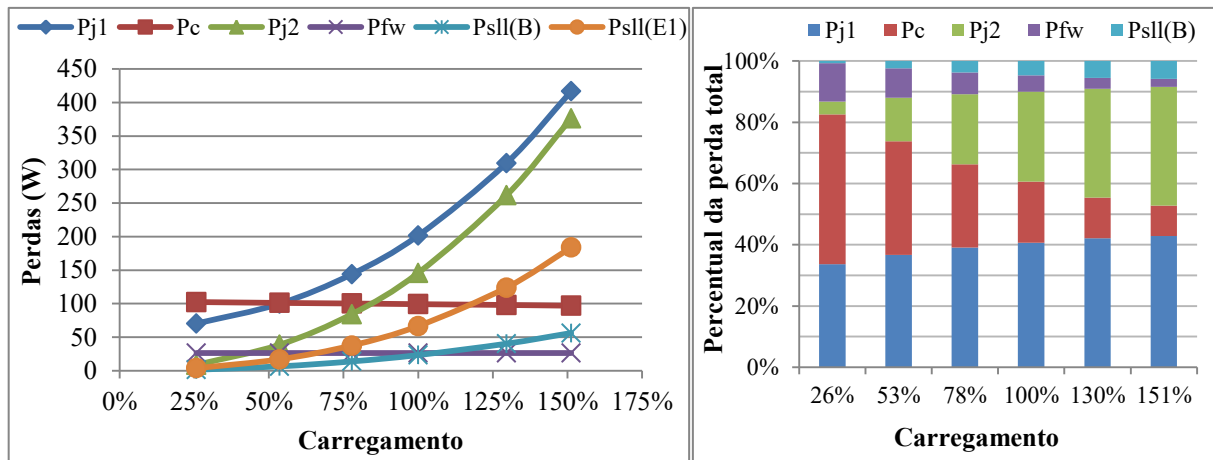 Pj1 Pc Pj2 Pfw Psll(B) Psll(E1)
450
400
350
300
250
200
150
100
50
0
Perdas (W)
0% 25% 50% 75% 100% 125% 150% 175%
Carregamento
Pj1 Pc Pj2 Pfw Psll(B)
100%
80%
60%
40%
20%
0%
Percentual da perda total
26% 53% 78% 100% 130% 151%
Carregamento